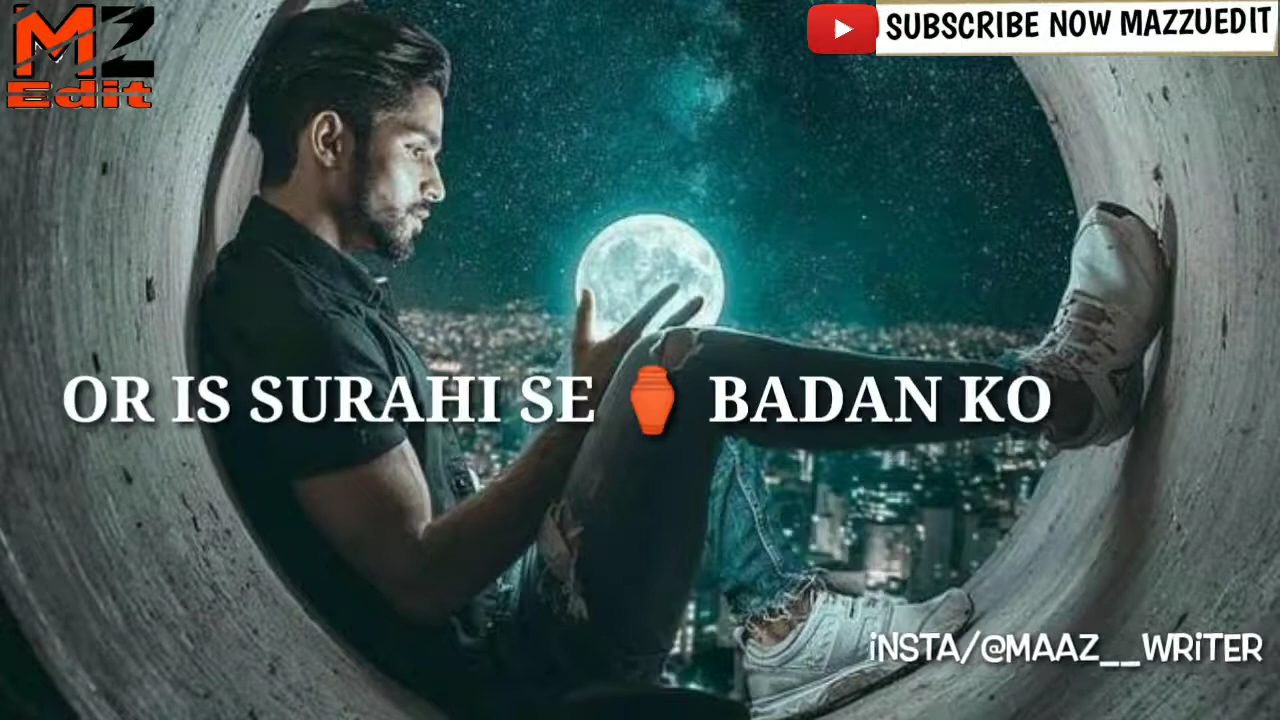 MZ
Edit
SUBSCRIBE NOW MAZZUEDIT
OR IS SURAHI SE 🏺 BADAN KO
iNSTA/@MAAZ__WRiTER